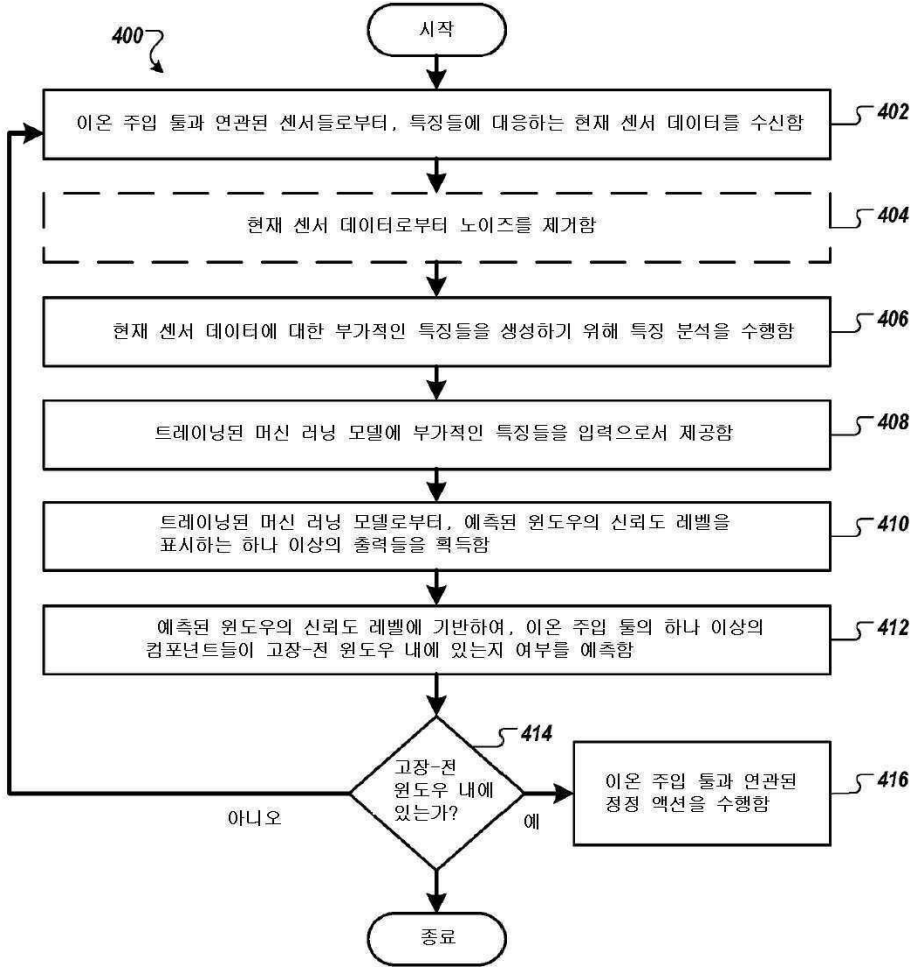 400
시작
이온 주입 툴과 연관된 센서들로부터, 특징들에 대응하는 현재 센서 데이터를 수신함
402
현재 센서 데이터로부터 노이즈를 제거함
404
현재 센서 데이터에 대한 부가적인 특징들을 생성하기 위해 특징 분석을 수행함
406
트레이닝된 머신 러닝 모델에 부가적인 특징들을 입력으로서 제공함
408
트레이닝된 머신 러닝 모델로부터, 예측된 윈도우의 신뢰도 레벨을
표시하는 하나 이상의 출력들을 획득함
410
예측된 윈도우의 신뢰도 레벨에 기반하여, 이온 주입 툴의 하나 이상의
컴포넌트들이 고장-전 윈도우 내에 있는지 여부를 예측함
412
고장-전
윈도우 내에
있는가?
414
아니오
예
이온 주입 툴과 연관된
정정 액션을 수행함
416
종료